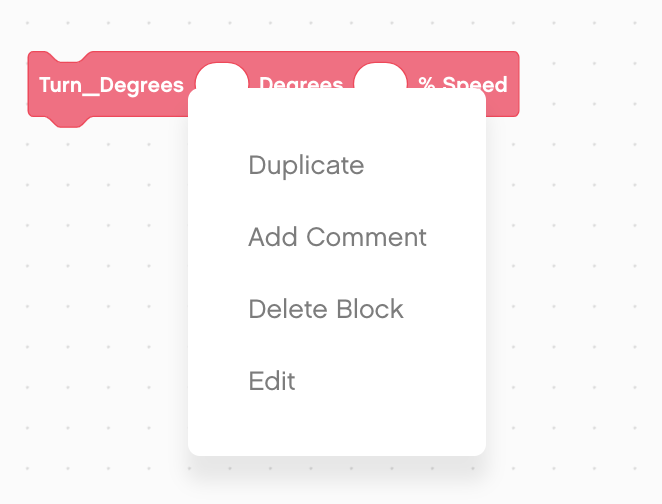 Turn_Degrees Degrees % Speed
Duplicate
Add Comment
Delete Block
Edit